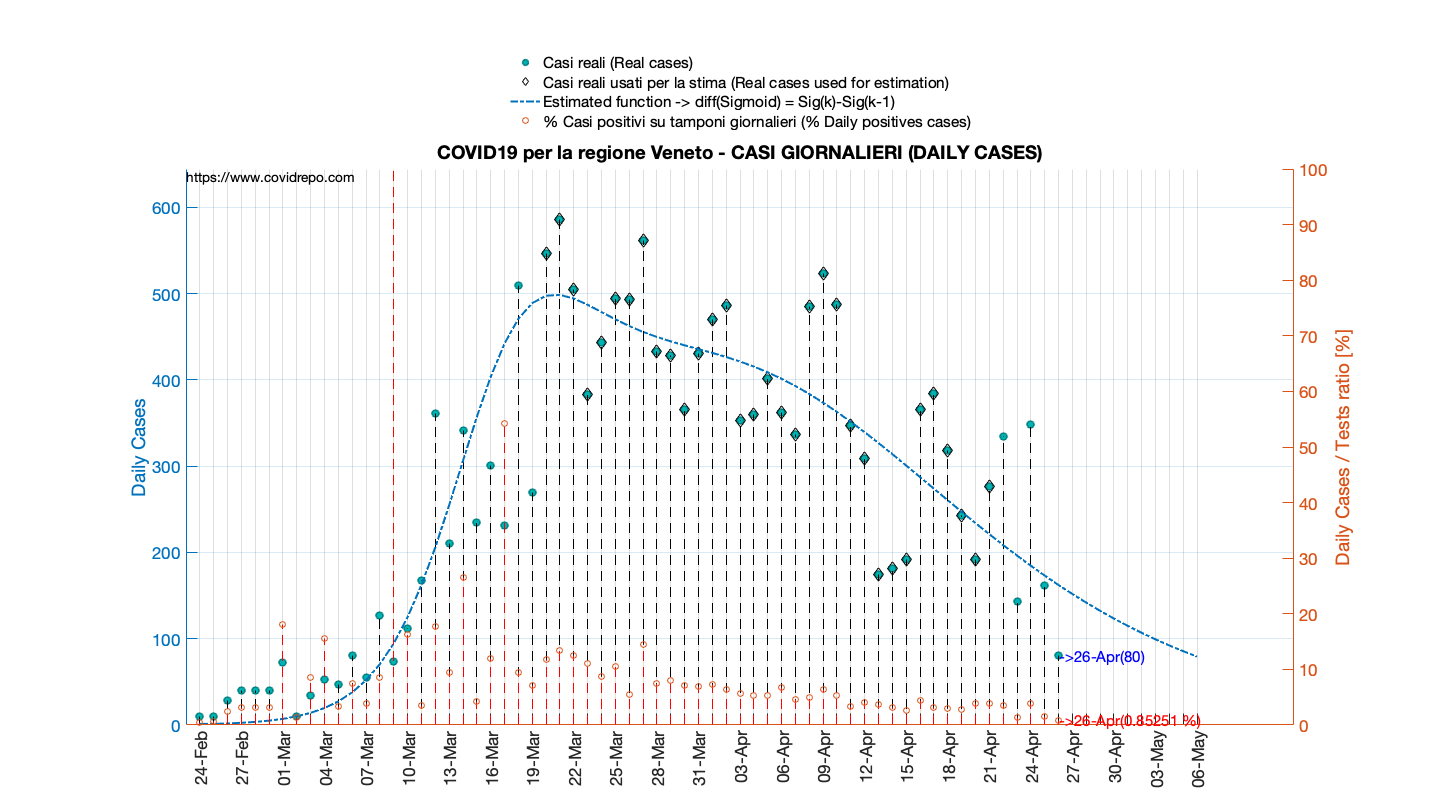 Casi reali (Real cases)
Casi reali usati per la stima (Real cases used for estimation)
Estimated function -> diff(Sigmoid) = Sig(k)-Sig(k-1)
% Casi positivi su tamponi giornalieri (% Daily positives cases)
COVID19 per la regione Veneto - CASI GIORNALIERI (DAILY CASES)
https://www.covidrepo.com
600
500
400
300
200
100
0
Daily Cases
100
90
80
70
60
50
40
30
20
10
0
Daily Cases / Tests ratio [%]
->26-Apr(80)
->26-Apr(0.85251 %)
24-Feb
27-Feb
01-Mar
04-Mar
07-Mar
10-Mar
13-Mar
16-Mar
19-Mar
22-Mar
25-Mar
28-Mar
31-Mar
03-Apr
06-Apr
09-Apr
12-Apr
15-Apr
18-Apr
21-Apr
24-Apr
27-Apr
30-Apr
03-May
06-May